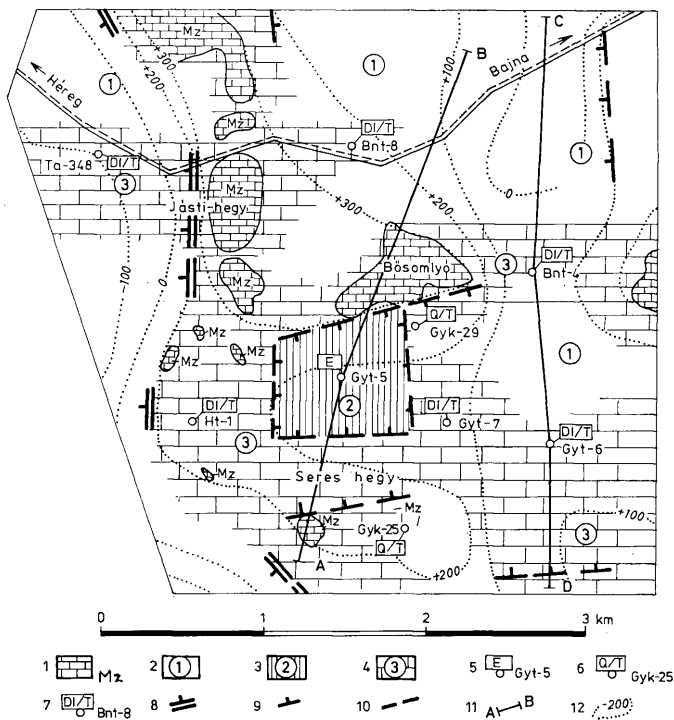 Mz
+300
+200
1
+100
B
C
1
Bajna
Héreg
Mz
DI/T
Bnt-8
1
Ta-348
DI/T
3
Mz
Jásti-hegy
+300
+200
0
-100
0
Mz
Bősomlyó
3
DI/T
Bnt-4
Q/T
Gyk-29
Mz
Mz
Mz
E
Gyt-5
1
2
DI/T
Ht-1
DI/T
Gyt-7
DI/T
Gyt-6
3
Mz
Seres hegy
Mz
Mz
Gyk-25
Q/T
+100
3
A
+200
D
0 1 2 3 km
1 Mz 2 1 3 2 4 3 5 E Gyt-5 6 Q/T Gyk-25
7 DI/T Bnt-8 8 9 10 11 A B 12 -200